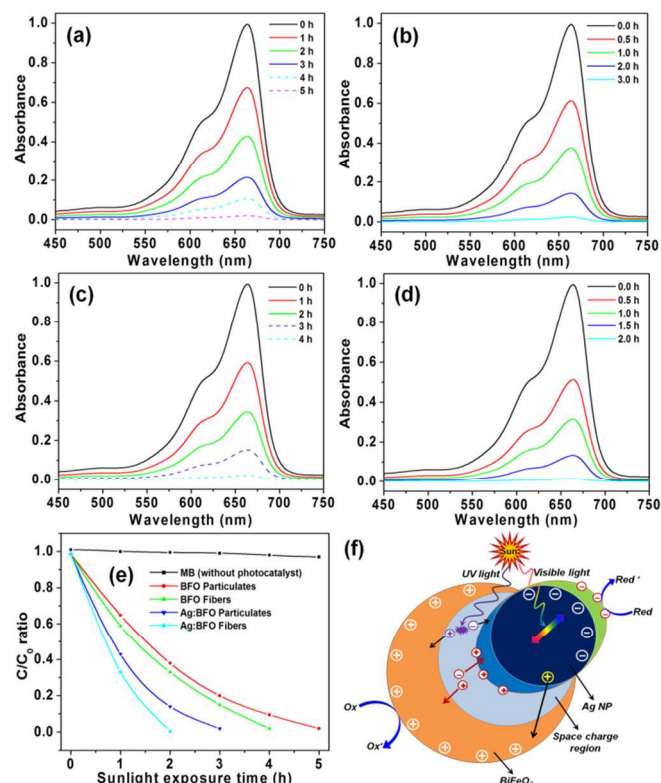 (a)
0 h
1 h
2 h
3 h
4 h
5 h
Absorbance
1.0
0.8
0.6
0.4
0.2
0.0
450 500 550 600 650 700 750
Wavelength (nm)
(b)
0.0 h
0.5 h
1.0 h
2.0 h
3.0 h
Absorbance
1.0
0.8
0.6
0.4
0.2
0.0
450 500 550 600 650 700 750
Wavelength (nm)
(c)
0 h
1 h
2 h
3 h
4 h
Absorbance
1.0
0.8
0.6
0.4
0.2
0.0
450 500 550 600 650 700 750
Wavelength (nm)
(d)
0.0 h
0.5 h
1.0 h
1.5 h
2.0 h
Absorbance
1.0
0.8
0.6
0.4
0.2
0.0
450 500 550 600 650 700 750
Wavelength (nm)
(e)
MB (without photocatalyst)
BFO Particulates
BFO Fibers
Ag:BFO Particulates
Ag:BFO Fibers
C/C0 ratio
1.0
0.8
0.6
0.4
0.2
0.0
0 1 2 3 4 5
Sunlight exposure time (h)
(f)
Sun
UV light
Visible light
Red '
Red
Ag NP
Space charge
region
Ox
Ox'